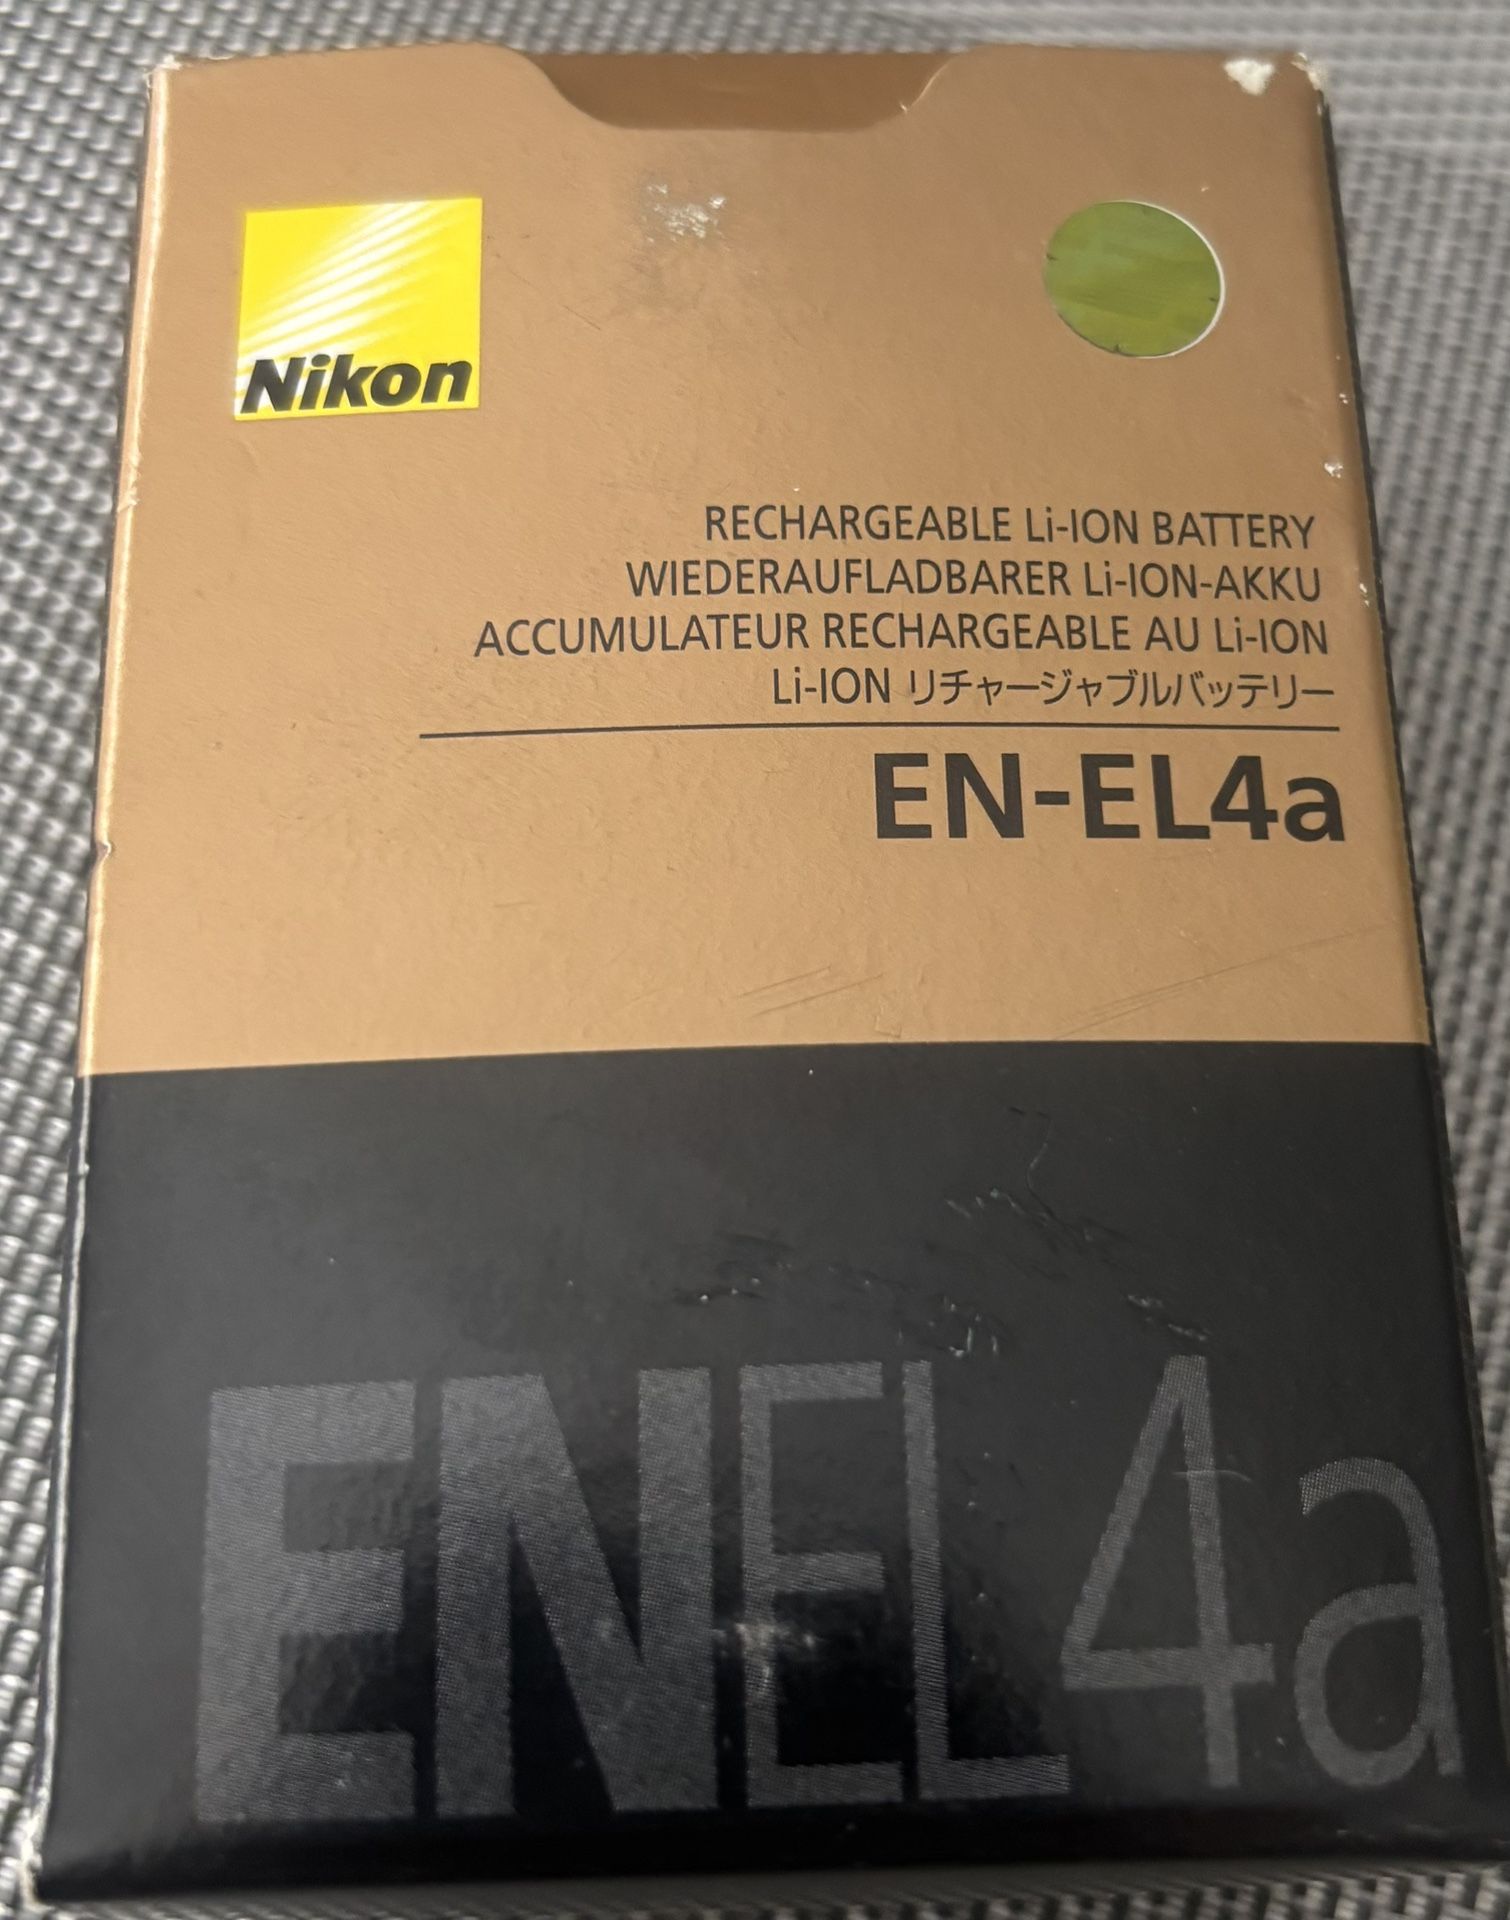 Nikon
RECHARGEABLE Li-ION BATTERY
WIEDERAUFLADBARER Li-ION-AKKU
ACCUMULATEUR RECHARGEABLE AU Li-ION
Li-ION リチャージャブルバッテリー
EN-EL4a
ENEL4a